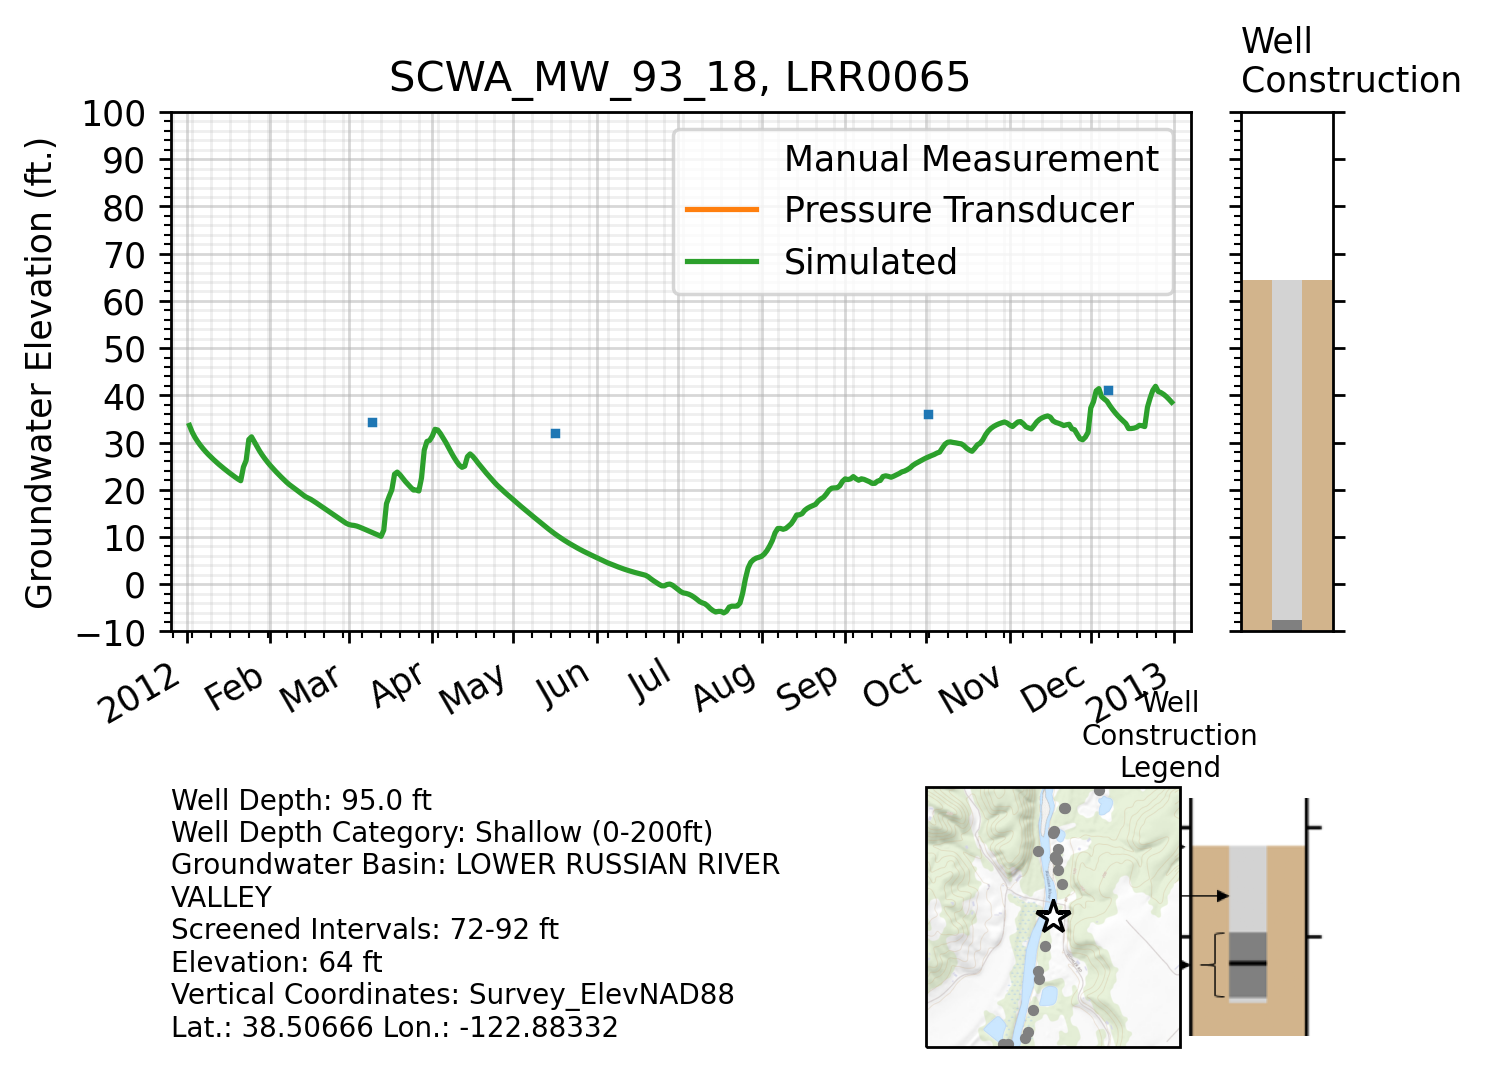 Well
Construction
SCWA_MW_93_18, LRR0065
Groundwater Elevation (ft.)
100
90
80
70
60
50
40
30
20
10
0
−10
Manual Measurement
Pressure Transducer
Simulated
2012
Feb
Mar
Apr
May
Jun
Jul
Aug
Sep
Oct
Nov
Dec
2013
Well
Construction
Legend
Well Depth: 95.0 ft
Well Depth Category: Shallow (0-200ft)
Groundwater Basin: LOWER RUSSIAN RIVER
VALLEY
Screened Intervals: 72-92 ft
Elevation: 64 ft
Vertical Coordinates: Survey_ElevNAD88
Lat.: 38.50666 Lon.: -122.88332